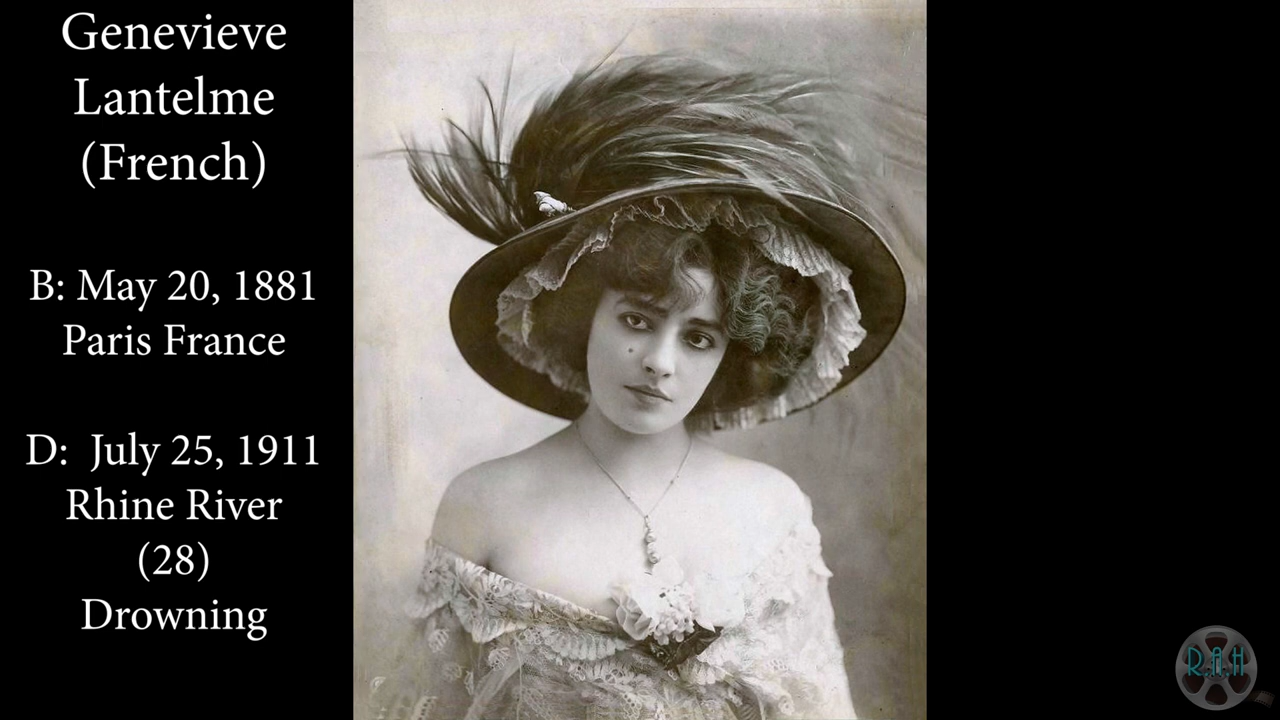 Genevieve
Lantelme
(French)
B: May 20, 1881
Paris France
D: July 25, 1911
Rhine River
(28)
Drowning
R.A.H